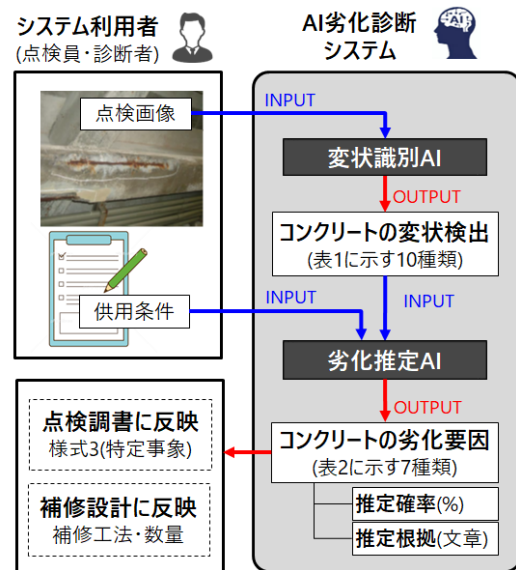 システム利用者
(点検員・診断者)
AI劣化診断
システム
AI
点検画像
INPUT
変状識別AI
OUTPUT
コンクリートの変状検出
(表1に示す10種類)
供用条件
INPUT
INPUT
劣化推定AI
OUTPUT
点検調書に反映
様式3(特定事象)
コンクリートの劣化要因
(表2に示す7種類)
補修設計に反映
補修工法・数量
推定確率(%)
推定根拠(文章)